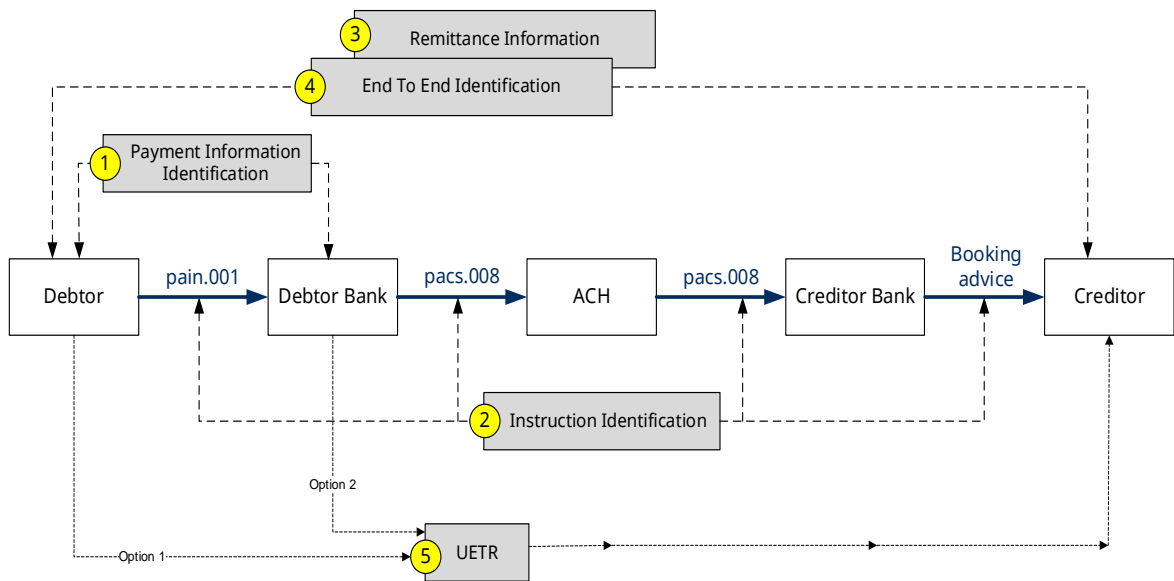 3
Remittance Information
4
End To End Identification
1
Payment Information
Identification
Debtor
pain.001
Debtor Bank
pacs.008
ACH
pacs.008
Creditor Bank
Booking
advice
Creditor
2
Instruction Identification
Option 2
Option 1
5
UETR